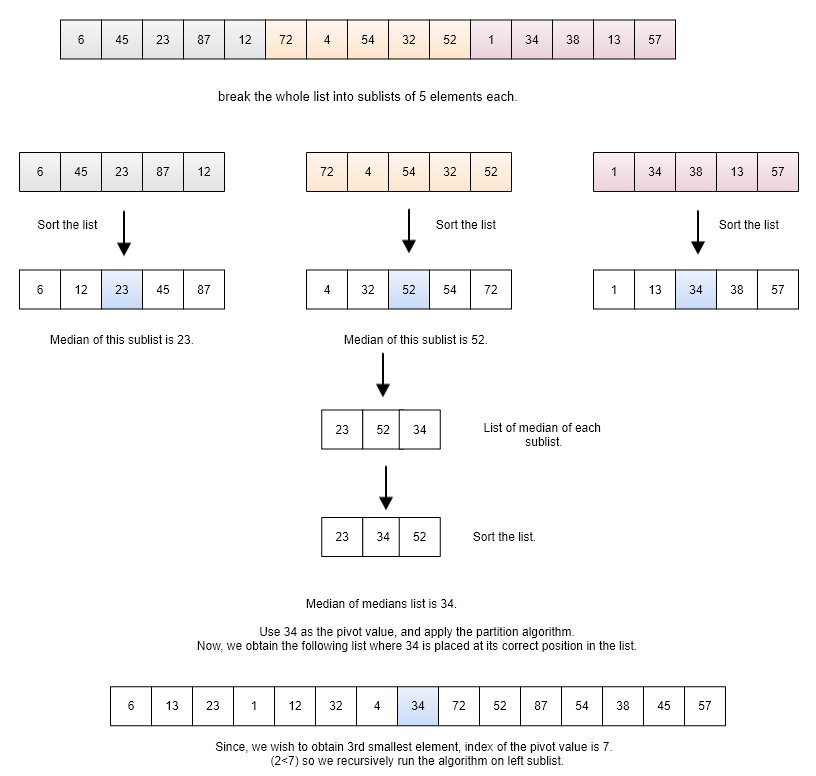 6 45 23 87 12 72 4 54 32 52 1 34 38 13 57
break the whole list into sublists of 5 elements each.
6 45 23 87 12
72 4 54 32 52
1 34 38 13 57
Sort the list
Sort the list
Sort the list
6 12 23 45 87
4 32 52 54 72
1 13 34 38 57
Median of this sublist is 23.
Median of this sublist is 52.
23 52 34
List of median of each
sublist.
23 34 52
Sort the list.
Median of medians list is 34.
Use 34 as the pivot value, and apply the partition algorithm.
Now, we obtain the following list where 34 is placed at its correct position in the list.
6 13 23 1 12 32 4 34 72 52 87 54 38 45 57
Since, we wish to obtain 3rd smallest element, index of the pivot value is 7.
(2<7) so we recursively run the algorithm on left sublist.